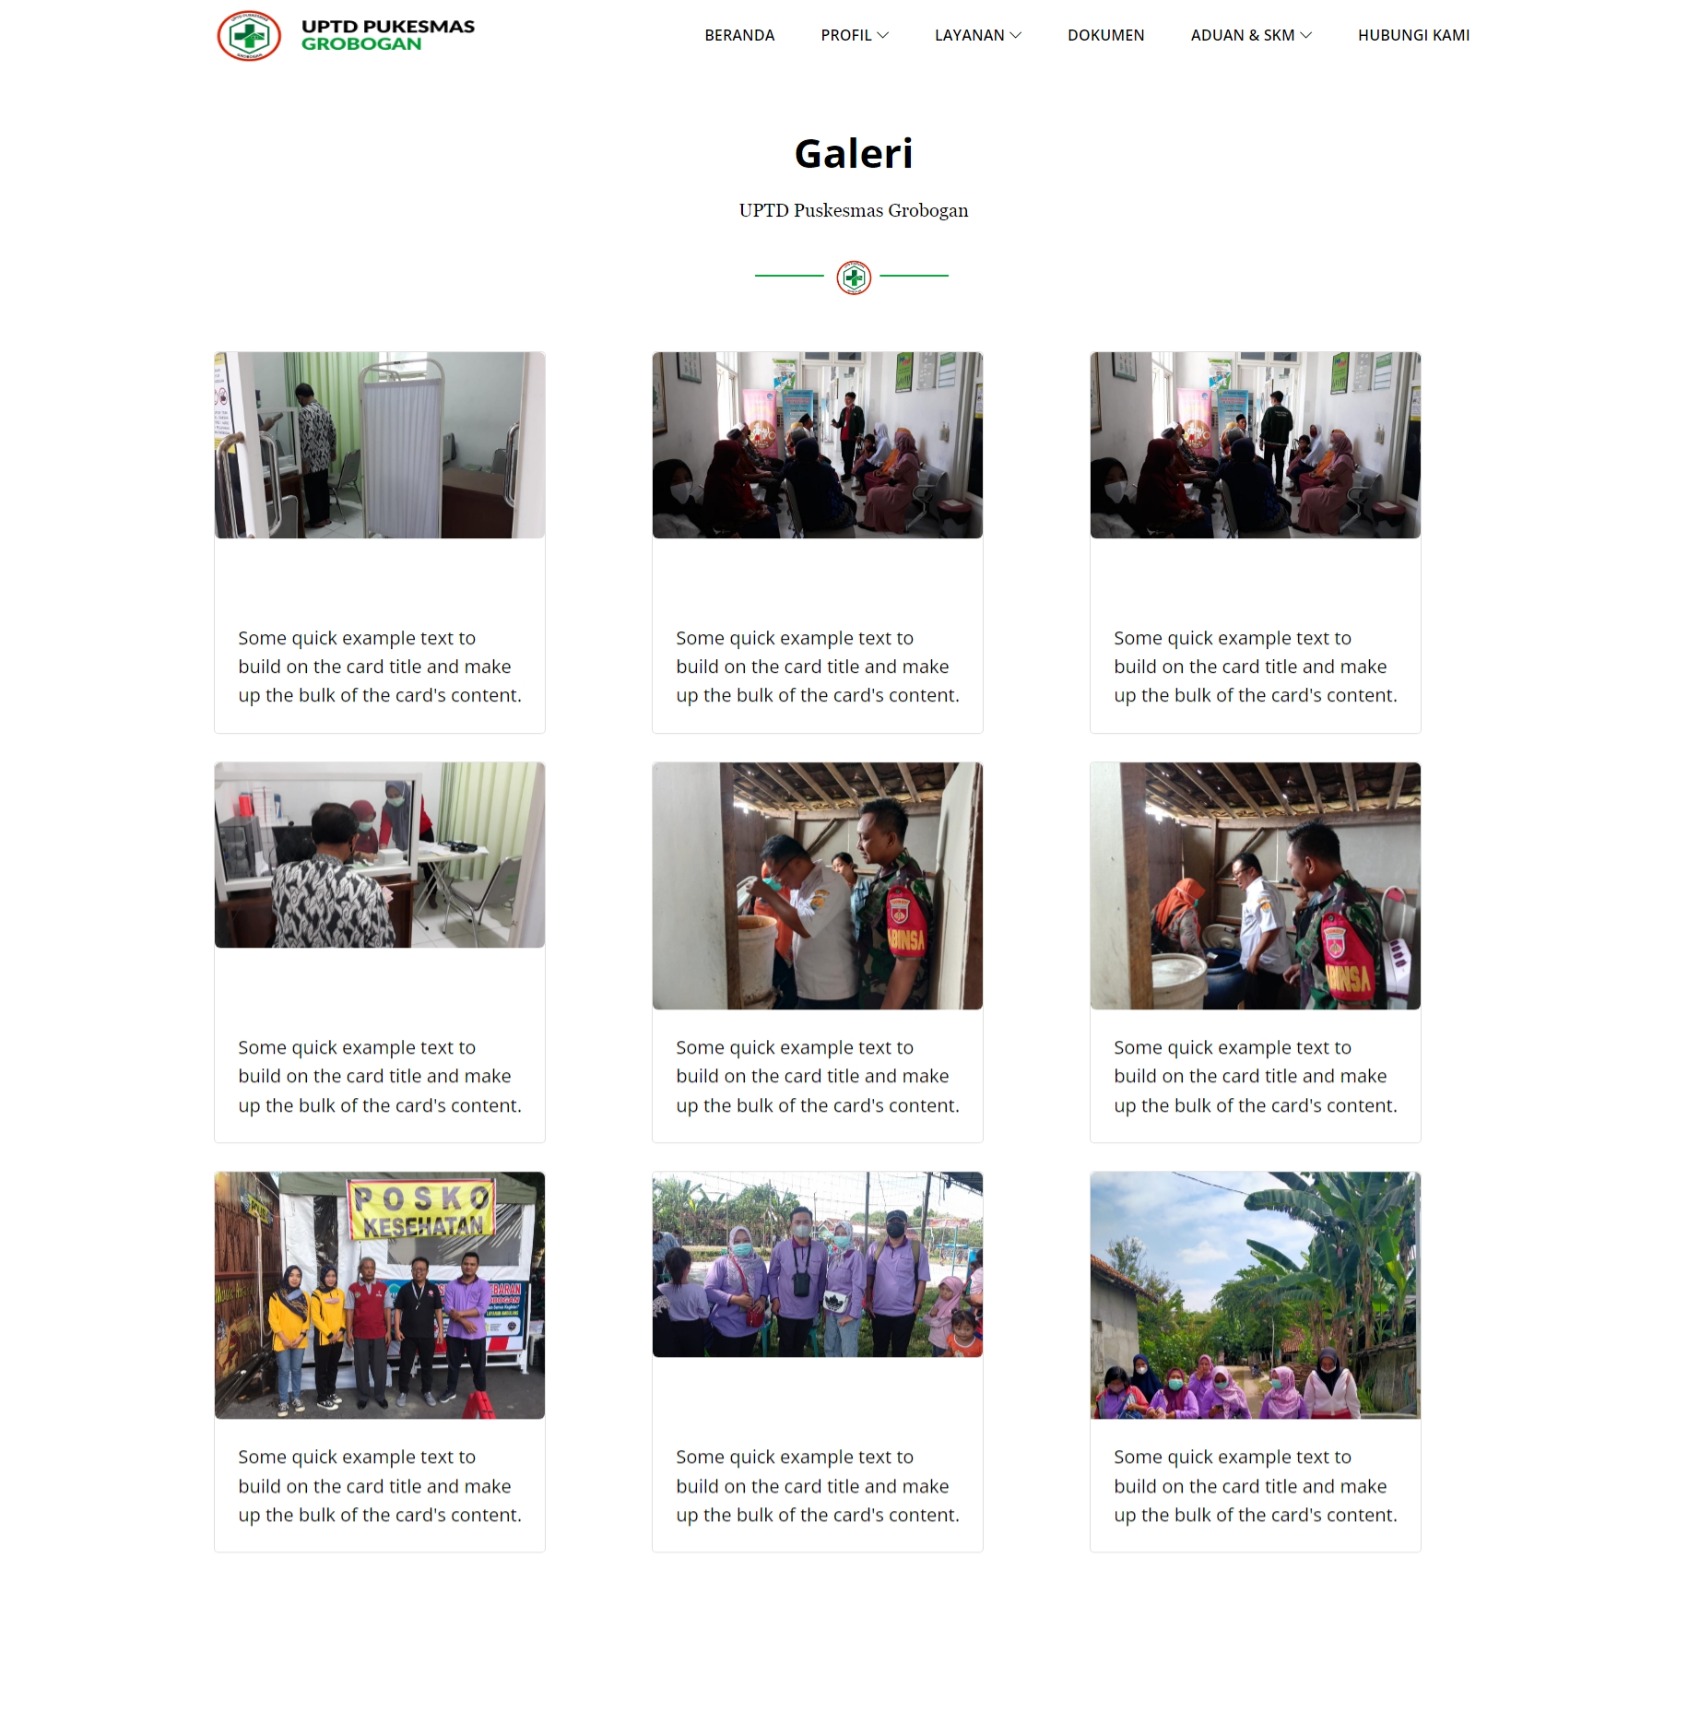 UPTD PUKESMAS
GROBOGAN
BERANDA PROFIL LAYANAN DOKUMEN ADUAN & SKM HUBUNGI KAMI
Galeri
UPTD Puskesmas Grobogan
Some quick example text to
build on the card title and make
up the bulk of the card's content.
Some quick example text to
build on the card title and make
up the bulk of the card's content.
Some quick example text to
build on the card title and make
up the bulk of the card's content.
ABINSA
BINSA
Some quick example text to
build on the card title and make
up the bulk of the card's content.
Some quick example text to
build on the card title and make
up the bulk of the card's content.
Some quick example text to
build on the card title and make
up the bulk of the card's content.
POSKO
KESEHATAN
BARAN
Some quick example text to
build on the card title and make
up the bulk of the card's content.
Some quick example text to
build on the card title and make
up the bulk of the card's content.
Some quick example text to
build on the card title and make
up the bulk of the card's content.